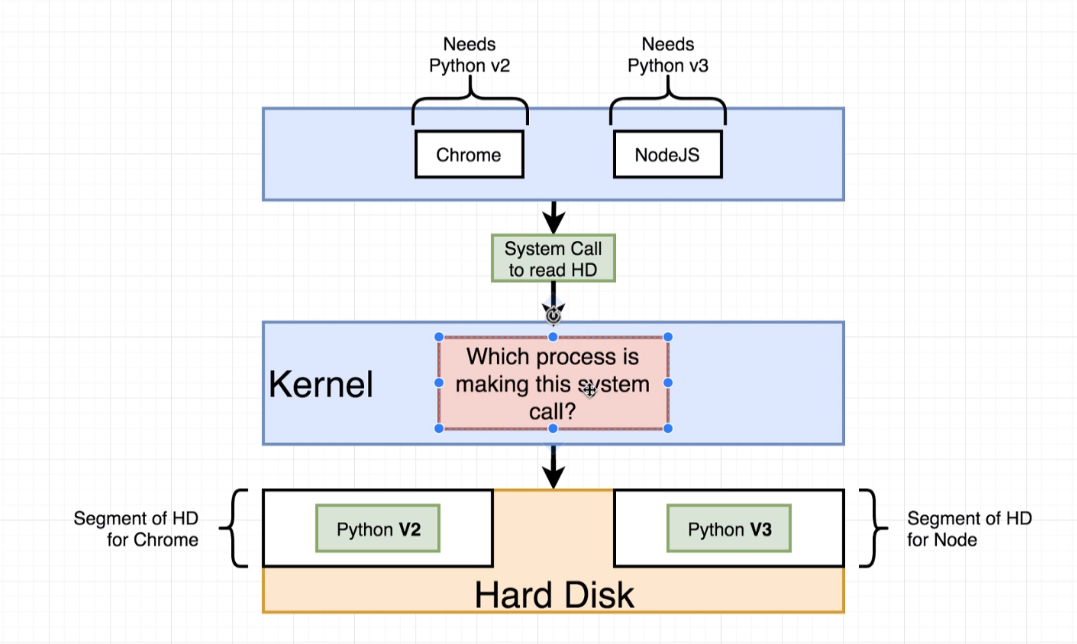 Needs
Python v2
Needs
Python v3
Chrome
NodeJS
System Call
to read HD
Kernel
Which process is
making this system
call?
Segment of HD
for Chrome
Python V2
Python V3
Segment of HD
for Node
Hard Disk